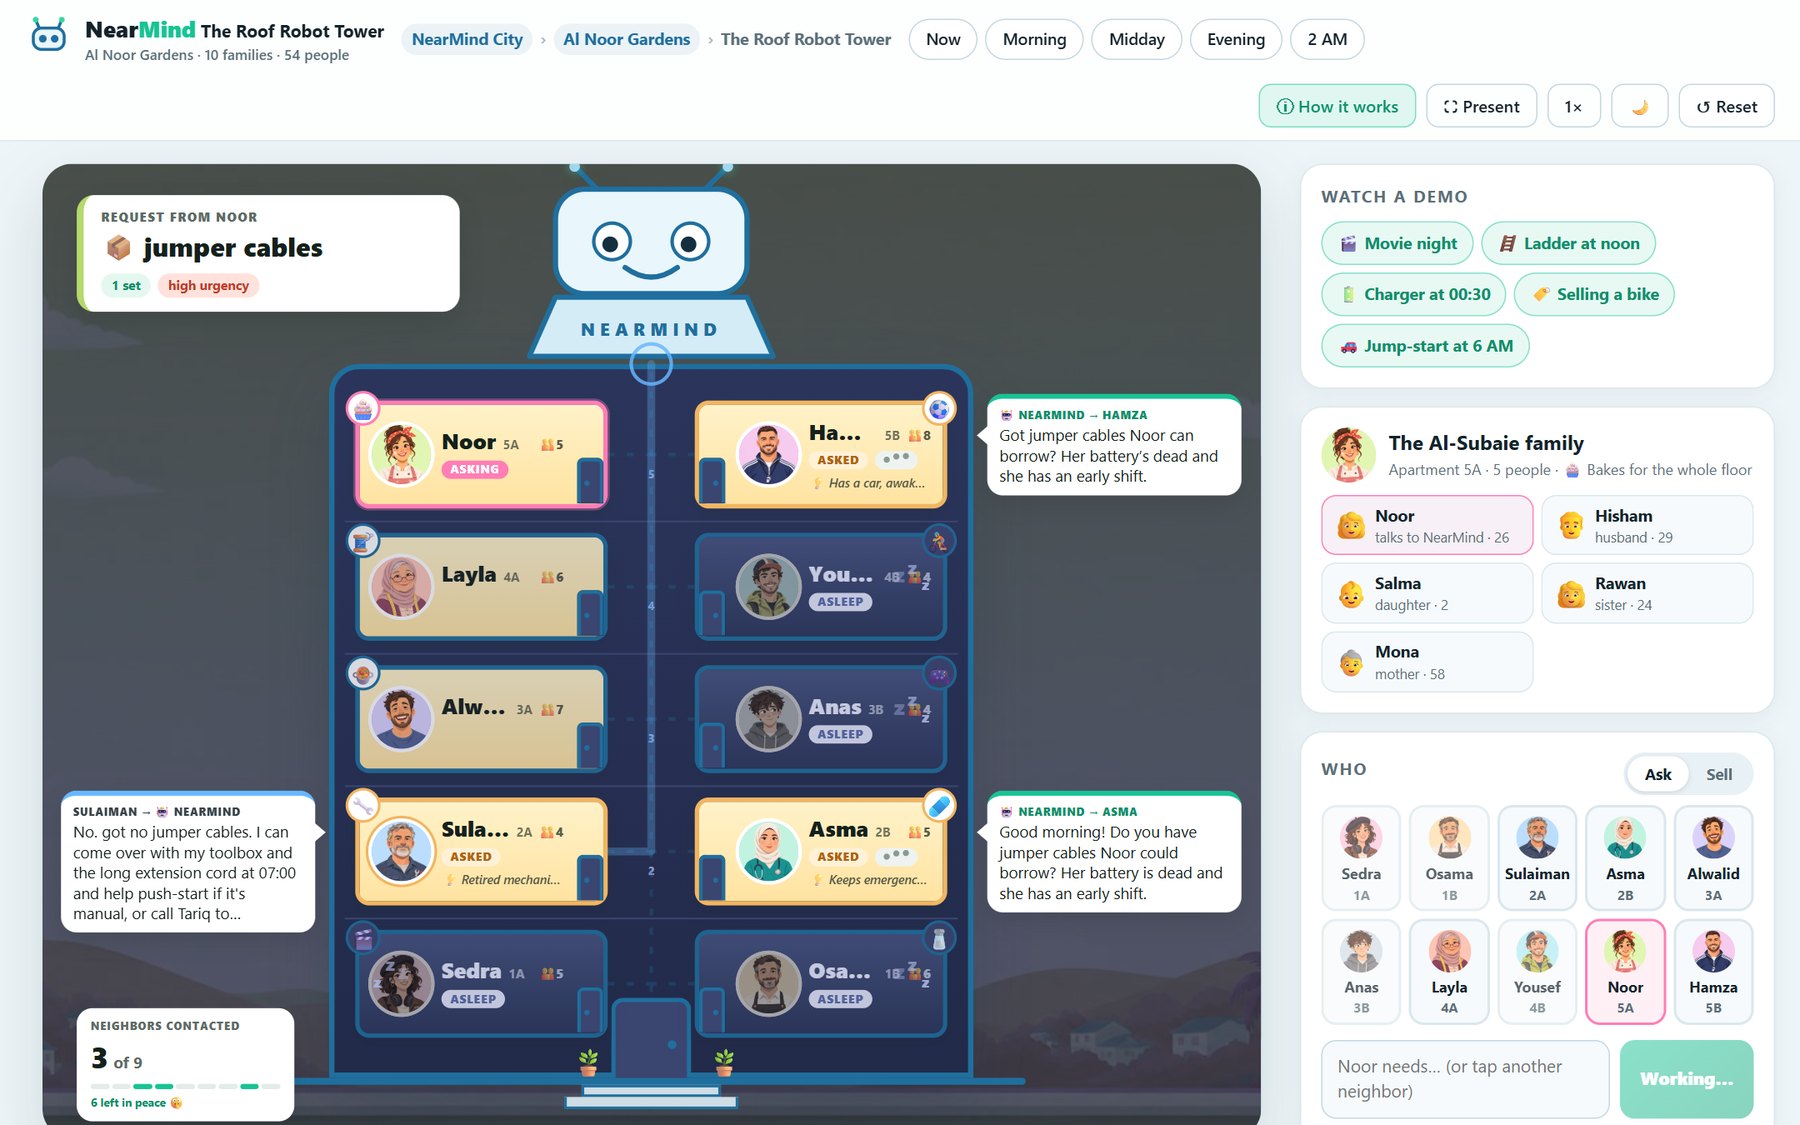 NearMind The Roof Robot Tower
Al Noor Gardens · 10 families · 54 people
NearMind City › Al Noor Gardens › The Roof Robot Tower
Now
Morning
Midday
Evening
2 AM
ⓘ How it works
Present
1×
↺ Reset
REQUEST FROM NOOR
jumper cables
1 set
high urgency
NEARMIND
Noor 5A 5
ASKING
Ha... 5B 8
ASKED
Has a car, awak...
5
NEARMIND → HAMZA
Got jumper cables Noor can
borrow? Her battery's dead and
she has an early shift.
Layla 4A 6
You... 4B 4
ASLEEP
4
Alw... 3A 7
Anas 3B 4
ASLEEP
3
SULAIMAN → NEARMIND
No. got no jumper cables. I can
come over with my toolbox and
the long extension cord at 07:00
and help push-start if it's
manual, or call Tariq to...
Sula... 2A 4
ASKED
Retired mechani...
Asma 2B 5
ASKED
Keeps emergenc...
2
NEARMIND → ASMA
Good morning! Do you have
jumper cables Noor could
borrow? Her battery is dead and
she has an early shift.
Sedra 1A 5
ASLEEP
Osa... 1B 6
ASLEEP
NEIGHBORS CONTACTED
3 of 9
6 left in peace
WATCH A DEMO
Movie night
Ladder at noon
Charger at 00:30
Selling a bike
Jump-start at 6 AM
The Al-Subaie family
Apartment 5A · 5 people · Bakes for the whole floor
Noor
talks to NearMind · 26
Hisham
husband · 29
Salma
daughter · 2
Rawan
sister · 24
Mona
mother · 58
WHO
Ask
Sell
Sedra
1A
Osama
1B
Sulaiman
2A
Asma
2B
Alwalid
3A
Anas
3B
Layla
4A
Yousef
4B
Noor
5A
Hamza
5B
Noor needs... (or tap another
neighbor)
Working...